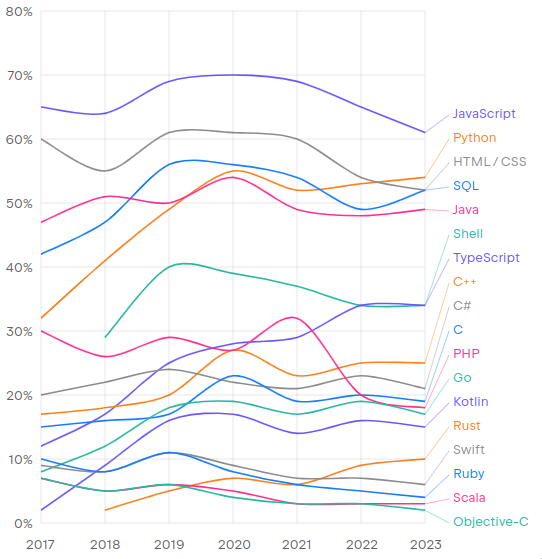 80%
70%
60%
50%
40%
30%
20%
10%
0%
2017 2018 2019 2020 2021 2022 2023
JavaScript
Python
HTML / CSS
SQL
Java
Shell
TypeScript
C++
C#
C
PHP
Go
Kotlin
Rust
Swift
Ruby
Scala
Objective-C